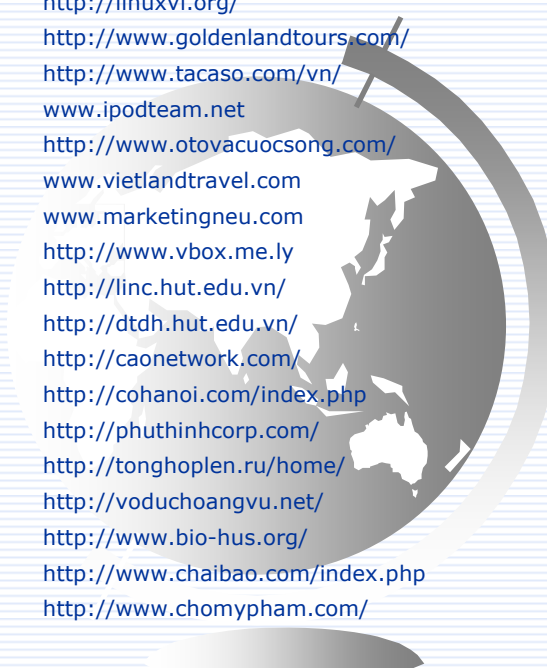 http://linuxvl.org/
http://www.goldenlandtours.com/
http://www.tacaso.com/vn/
www.ipodteam.net
http://www.otovacuocsong.com/
www.vietlandtravel.com
www.marketingneu.com
http://www.vbox.me.ly
http://linc.hut.edu.vn/
http://dtdh.hut.edu.vn/
http://caonetwork.com/
http://cohanoi.com/index.php
http://phuthinhcorp.com/
http://tonghoplen.ru/home/
http://voduchoangvu.net/
http://www.bio-hus.org/
http://www.chaibao.com/index.php
http://www.chomypham.com/